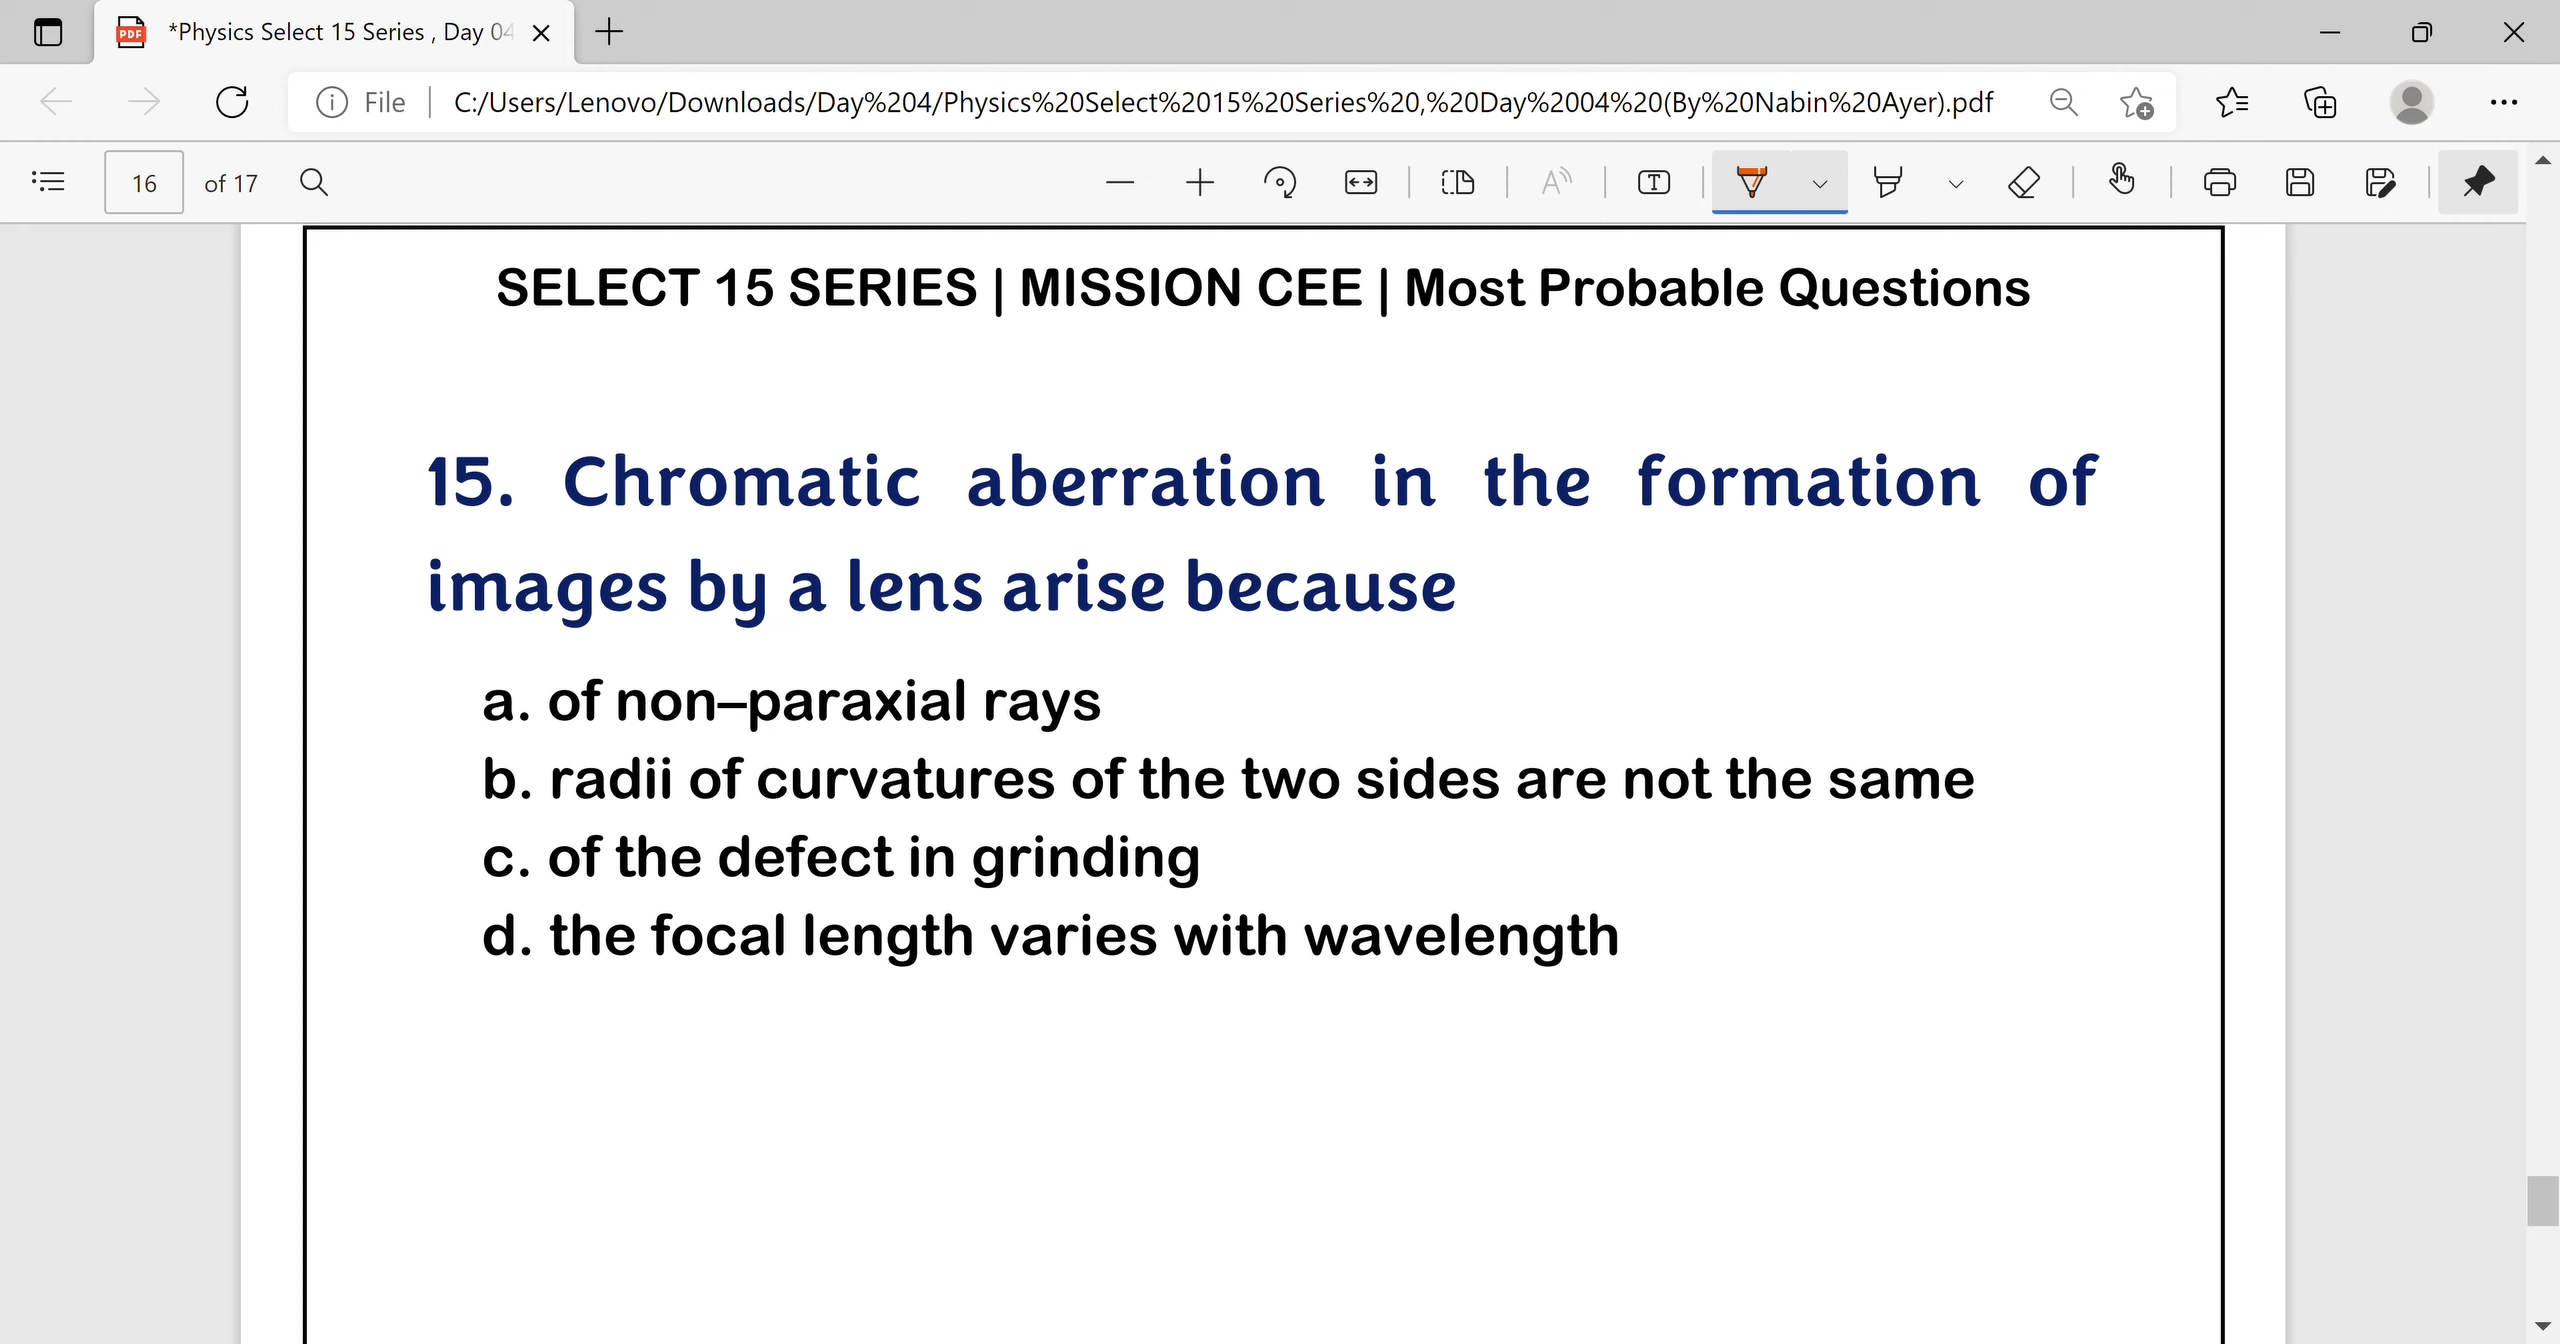 *Physics Select 15 Series , Day 04
File
C:/Users/Lenovo/Downloads/Day%204/Physics%20Select%2015%20Series%20,%20Day%2004%20(By%20Nabin%20Ayer).pdf
16 of 17
SELECT 15 SERIES | MISSION CEE | Most Probable Questions
15. Chromatic aberration in the formation of
images by a lens arise because
a. of non–paraxial rays
b. radii of curvatures of the two sides are not the same
c. of the defect in grinding
d. the focal length varies with wavelength